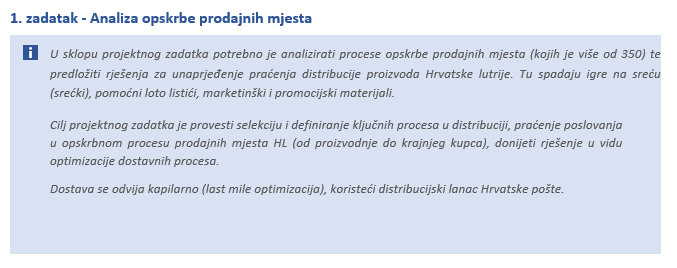 1. zadatak - Analiza opskrbe prodajnih mjesta
i
U sklopu projektnog zadatka potrebno je analizirati procese opskrbe prodajnih mjesta (kojih je više od 350) te
predložiti rješenja za unaprjeđenje praćenja distribucije proizvoda Hrvatske lutrije. Tu spadaju igre na sreću
(srećki), pomoćni loto listići, marketinški i promocijski materijali.
Cilj projektnog zadatka je provesti selekciju i definiranje ključnih procesa u distribuciji, praćenje poslovanja
u opskrbnom procesu prodajnih mjesta HL (od proizvodnje do krajnjeg kupca), donijeti rješenje u vidu
optimizacije dostavnih procesa.
Dostava se odvija kapilarno (last mile optimizacija), koristeći distribucijski lanac Hrvatske pošte.